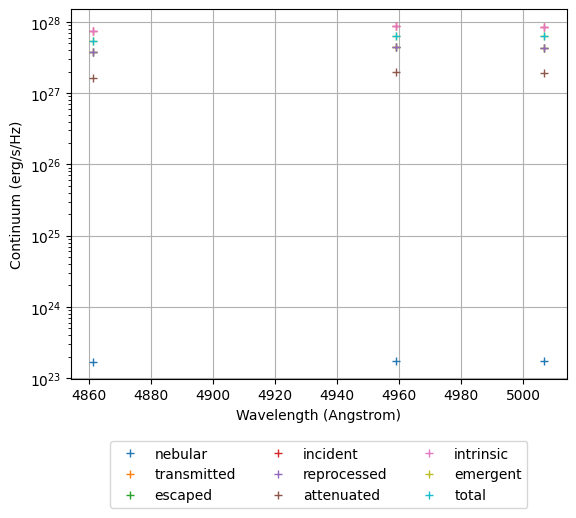 10^28
10^27
10^26
10^25
10^24
10^23
Continuum (erg/s/Hz)
4860 4880 4900 4920 4940 4960 4980 5000
Wavelength (Angstrom)
nebular incident intrinsic
transmitted reprocessed emergent
escaped attenuated total